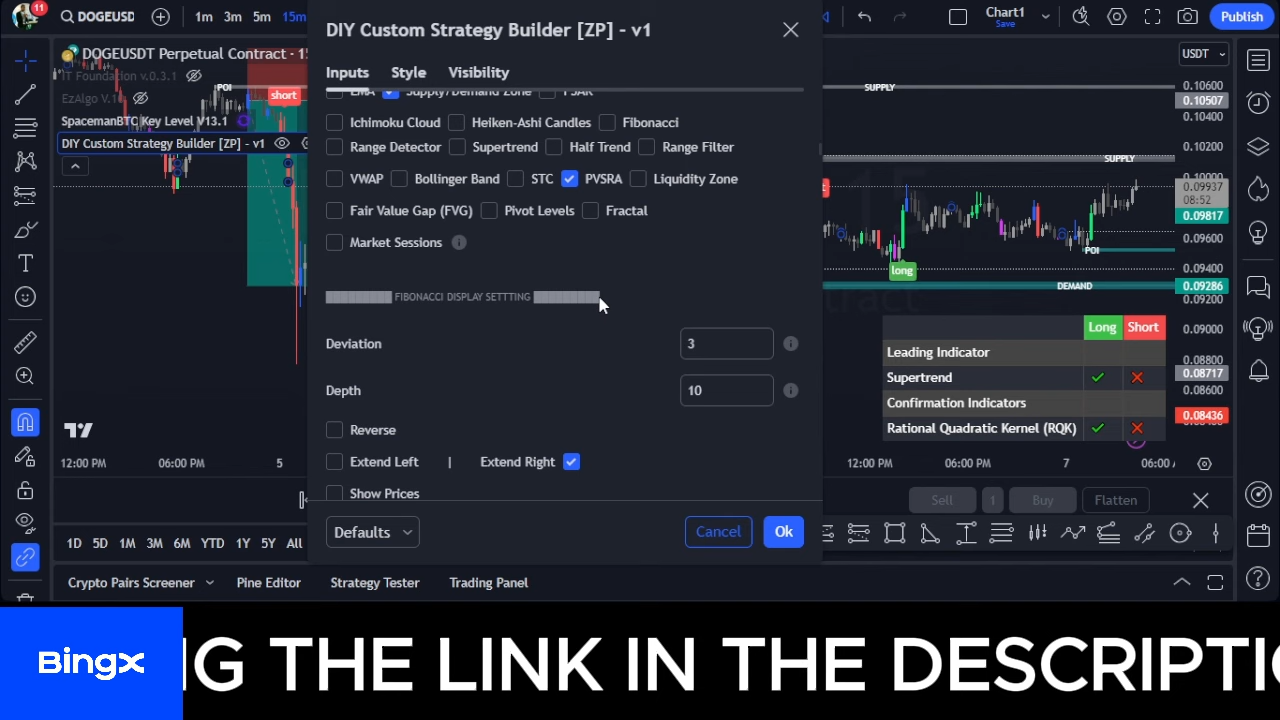 11
DOGEUSD
1m 3m 5m 15m
Chart1
Save
Publish
DOGEUSDT Perpetual Contract · 15
IT Foundation v.0.3.1
EzAlgo V.1
SpacemanBTC Key Level V13.1
DIY Custom Strategy Builder [ZP] - v1
POI
short
DIY Custom Strategy Builder [ZP] - v1
Inputs Style Visibility
EMA Supply/Demand Zone PSAR
Ichimoku Cloud Heiken-Ashi Candles Fibonacci
Range Detector Supertrend Half Trend Range Filter
VWAP Bollinger Band STC PVSRA Liquidity Zone
Fair Value Gap (FVG) Pivot Levels Fractal
Market Sessions
FIBONACCI DISPLAY SETTTING
Deviation 3
Depth 10
Reverse
Extend Left | Extend Right
Show Prices
Defaults Cancel Ok
SUPPLY
SUPPLY
long
POI
DEMAND
USDT
0.10600
0.10507
0.10400
0.10200
0.10000
0.09937
08:52
0.09817
0.09600
0.09400
0.09286
0.09200
0.09000
0.08800
0.08717
0.08600
0.08436
Long Short
Leading Indicator
Supertrend
Confirmation Indicators
Rational Quadratic Kernel (RQK)
12:00 PM 06:00 PM 5 12:00 PM 06:00 PM 7 06:00
Sell 1 Buy Flatten
1D 5D 1M 3M 6M YTD 1Y 5Y All
Crypto Pairs Screener Pine Editor Strategy Tester Trading Panel
BingX
NG THE LINK IN THE DESCRIPTIO